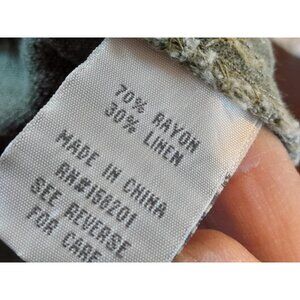 70% RAYON
30% LINEN
MADE IN CHINA
RN#158201
SEE REVERSE
FOR CARE